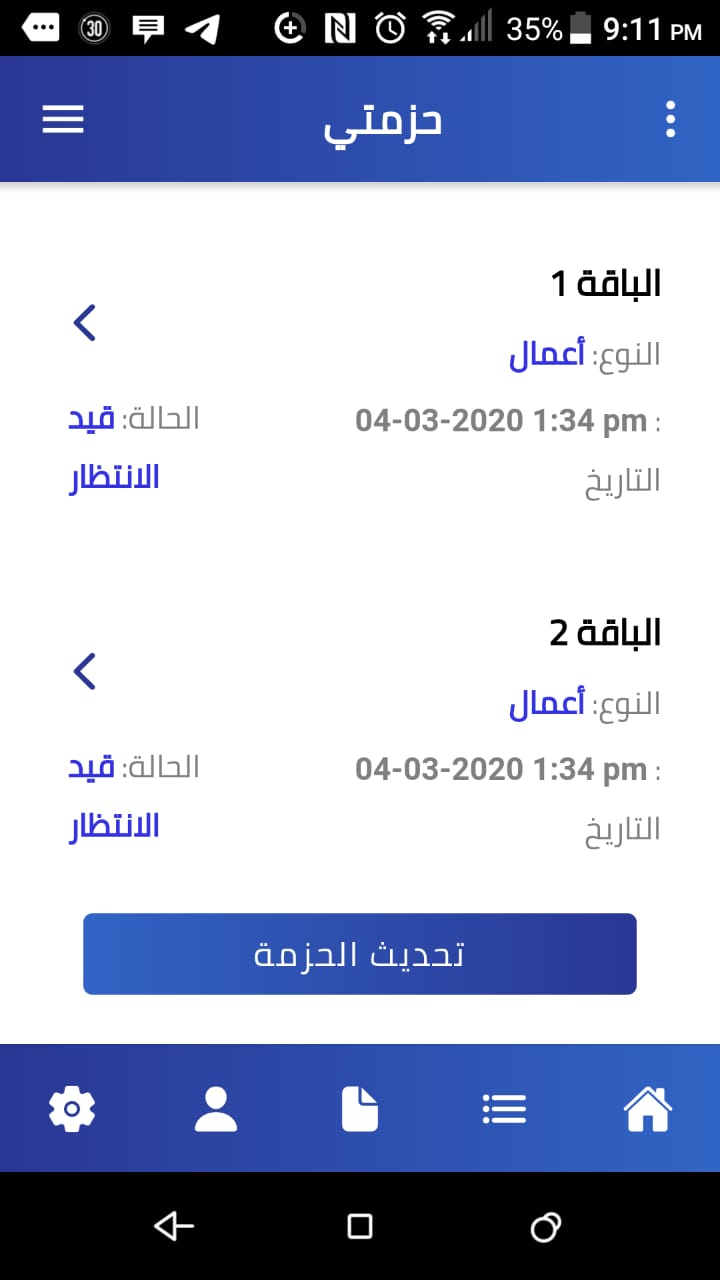 30 35% 9:11 PM
حزمتي
الباقة 1
النوع: أعمال
: 04-03-2020 1:34 pm
التاريخ
الحالة: قيد
الانتظار
الباقة 2
النوع: أعمال
: 04-03-2020 1:34 pm
التاريخ
الحالة: قيد
الانتظار
تحديث الحزمة